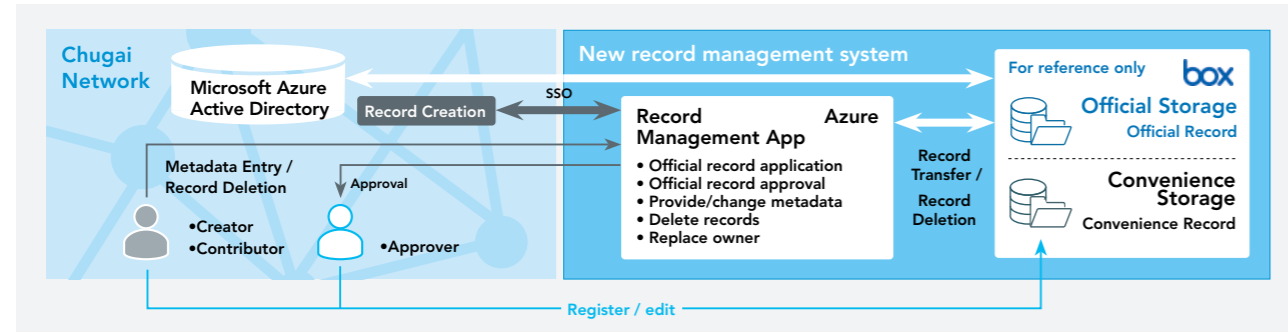 Chugai
Network
Microsoft Azure
Active Directory
Record Creation
SSO
Metadata Entry /
Record Deletion
Approval
•Creator
•Contributor
•Approver
New record management system
Record
Management App
Azure
• Official record application
• Official record approval
• Provide/change metadata
• Delete records
• Replace owner
Record
Transfer /
Record
Deletion
For reference only
box
Official Storage
Official Record
Convenience
Storage
Convenience Record
Register / edit